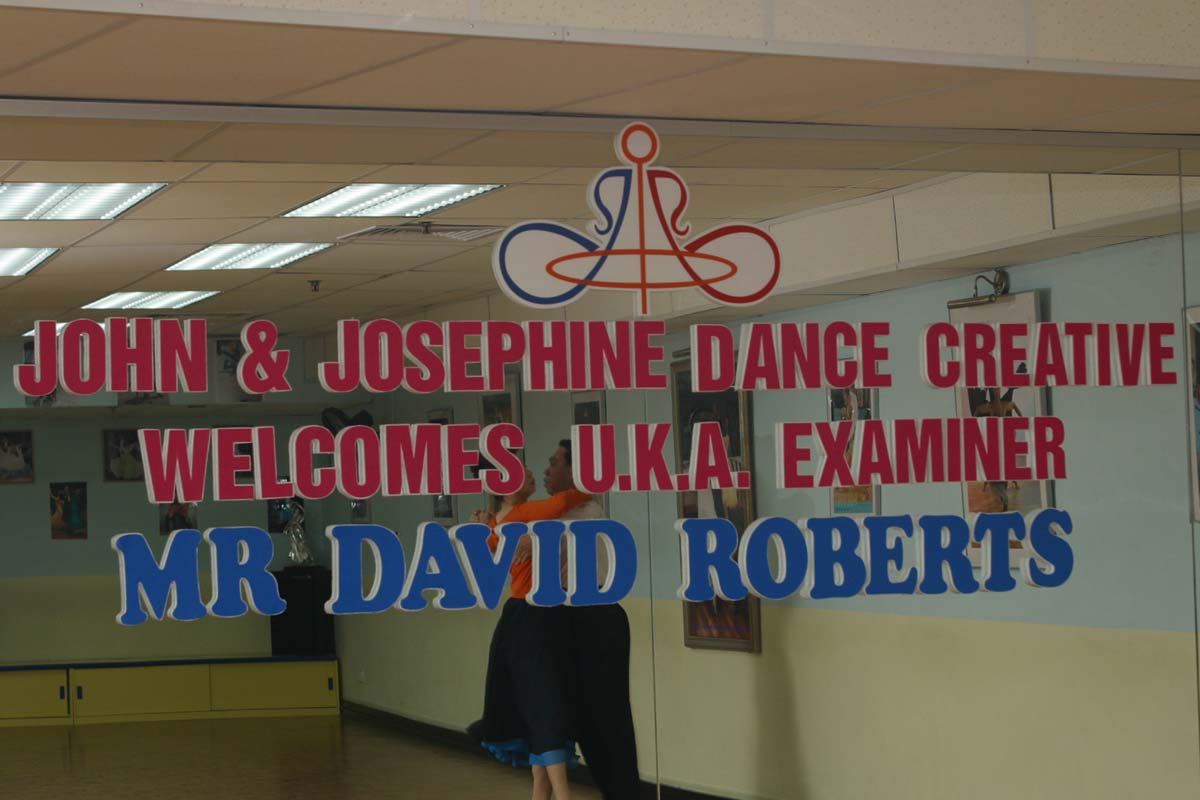 JOHN & JOSEPHINE DANCE CREATIVE
WELCOMES U.K.A. EXAMINER
MR DAVID ROBERTS